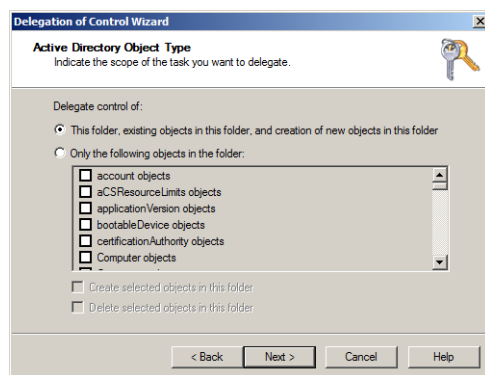 Delegation of Control Wizard
Active Directory Object Type
Indicate the scope of the task you want to delegate.
Delegate control of:
This folder, existing objects in this folder, and creation of new objects in this folder
Only the following objects in the folder:
account objects
aCSResourceLimits objects
applicationVersion objects
bootableDevice objects
certificationAuthority objects
Computer objects
Create selected objects in this folder
Delete selected objects in this folder
< Back
Next >
Cancel
Help